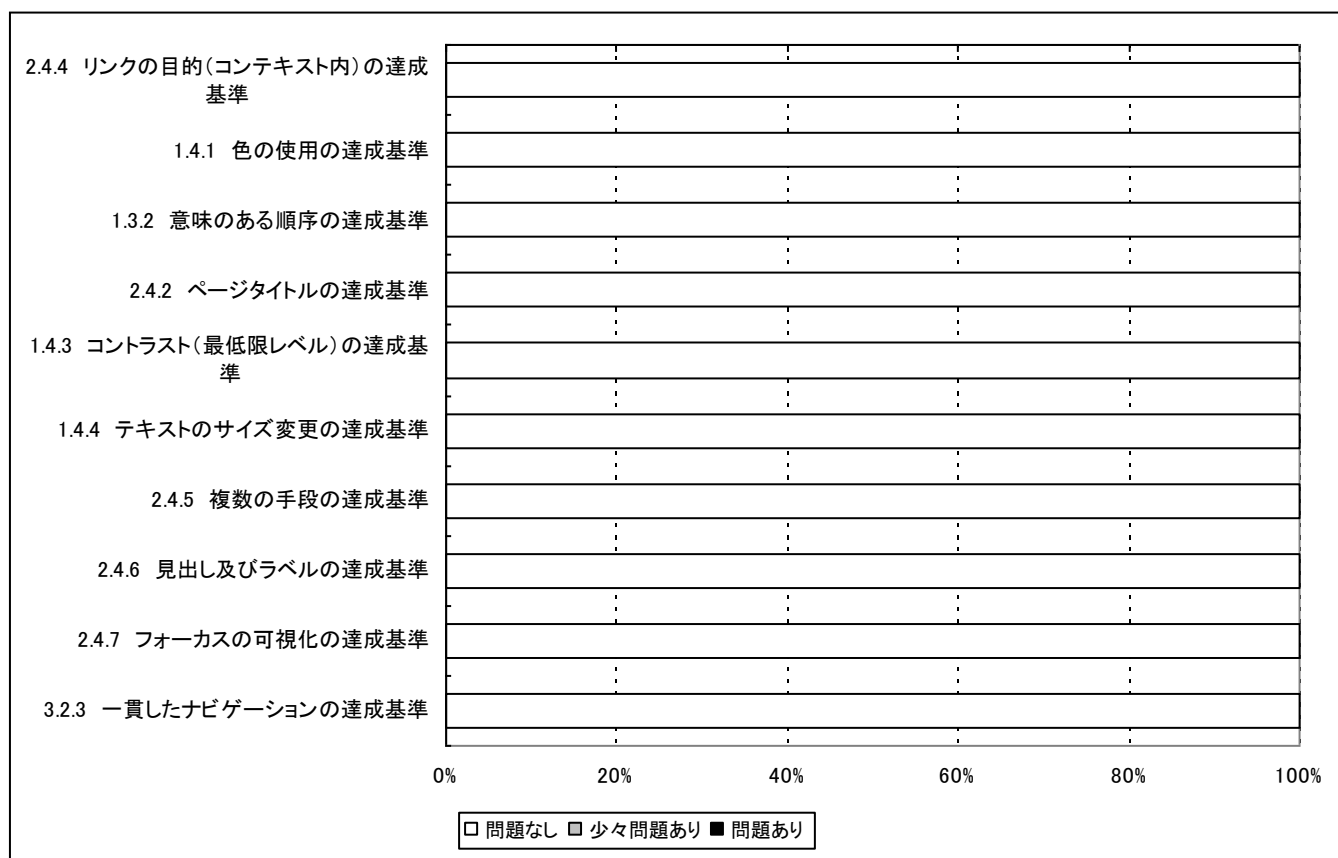 2.4.4 リンクの目的(コンテキスト内)の達成
基準
1.4.1 色の使用の達成基準
1.3.2 意味のある順序の達成基準
2.4.2 ページタイトルの達成基準
1.4.3 コントラスト(最低限レベル)の達成基
準
1.4.4 テキストのサイズ変更の達成基準
2.4.5 複数の手段の達成基準
2.4.6 見出し及びラベルの達成基準
2.4.7 フォーカスの可視化の達成基準
3.2.3 一貫したナビゲーションの達成基準
0% 20% 40% 60% 80% 100%
問題なし 少々問題あり 問題あり